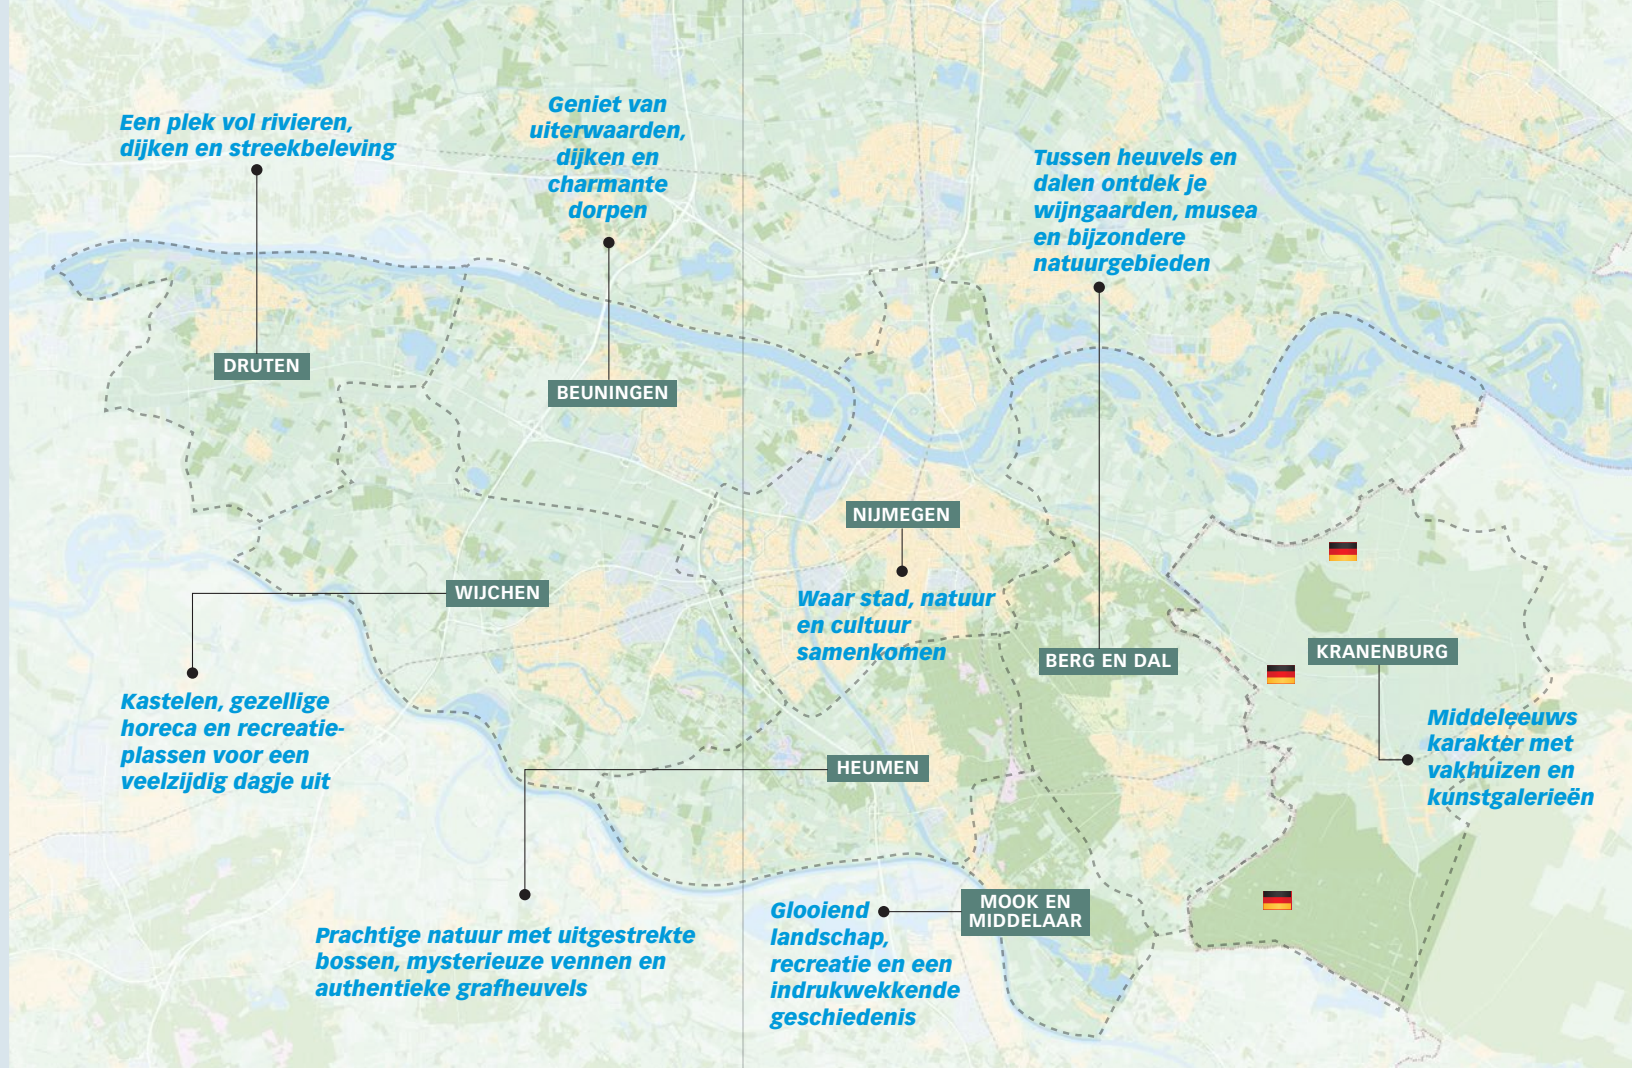 Een plek vol rivieren,
dijken en streekbeleving
DRUTEN
Geniet van
uiterwaarden,
dijken en
charmante
dorpen
BEUNINGEN
Tussen heuvels en
dalen ontdek je
wijngaarden, musea
en bijzondere
natuurgebieden
BERG EN DAL
NIJMEGEN
Waar stad, natuur
en cultuur
samenkomen
WIJCHEN
Kastelen, gezellige
horeca en recreatie-
plassen voor een
veelzijdig dagje uit
KRANENBURG
Middeleeuws
karakter met
vakhuizen en
kunstgalerieën
HEUMEN
Prachtige natuur met uitgestrekte
bossen, mysterieuze vennen en
authentieke grafheuvels
MOOK EN
MIDDELAAR
Glooiend
landschap,
recreatie en een
indrukwekkende
geschiedenis